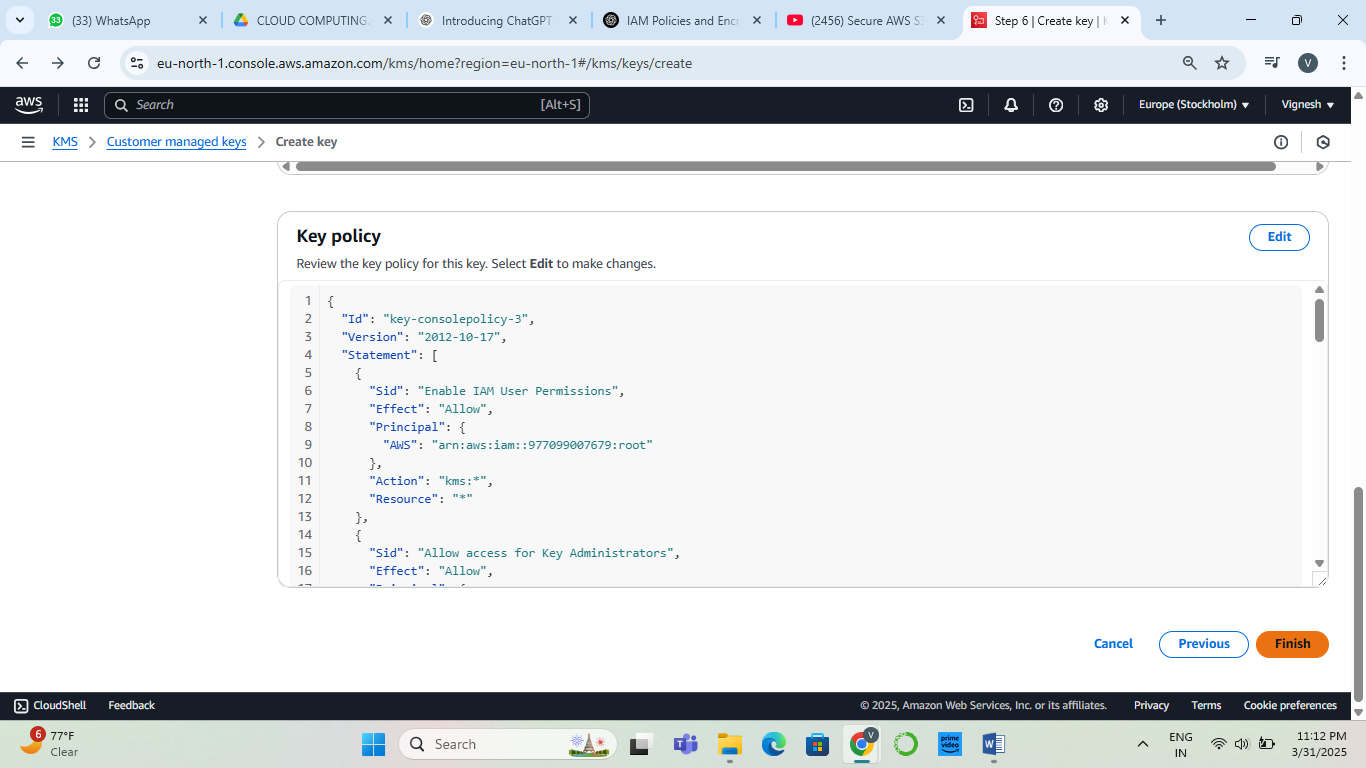 (33) WhatsApp
CLOUD COMPUTING.
Introducing ChatGPT
IAM Policies and Encr
(2456) Secure AWS S3
Step 6 | Create key | K
eu-north-1.console.aws.amazon.com/kms/home?region=eu-north-1#/kms/keys/create
V
aws
Search
[Alt+S]
Europe (Stockholm)
Vignesh
KMS
Customer managed keys
Create key
Key policy
Edit
Review the key policy for this key. Select Edit to make changes.
1 {
2 "Id": "key-consolepolicy-3",
3 "Version": "2012-10-17",
4 "Statement": [
5 {
6 "Sid": "Enable IAM User Permissions",
7 "Effect": "Allow",
8 "Principal": {
9 "AWS": "arn:aws:iam::977099007679:root"
10 },
11 "Action": "kms:*",
12 "Resource": "*"
13 },
14 {
15 "Sid": "Allow access for Key Administrators",
16 "Effect": "Allow",
Cancel
Previous
Finish
CloudShell
Feedback
© 2025, Amazon Web Services, Inc. or its affiliates.
Privacy
Terms
Cookie preferences
6
77°F
Clear
Search
prime video
ENG
IN
11:12 PM
3/31/2025